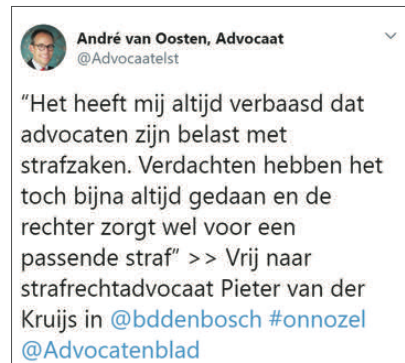 André van Oosten, Advocaat
@Advocaatelst
“Het heeft mij altijd verbaasd dat
advocaten zijn belast met
strafzaken. Verdachten hebben het
toch bijna altijd gedaan en de
rechter zorgt wel voor een
passende straf” >> Vrij naar
strafrechtadvocaat Pieter van der
Kruijs in @bddenbosch #onnozel
@Advocatenblad